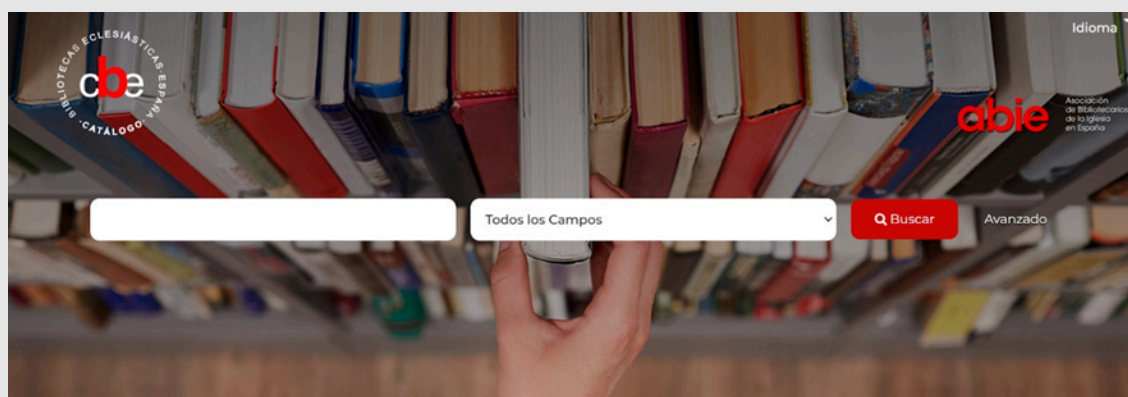 Idioma
BIBLIOTECAS ECLESIÁSTICAS·ESPAÑA
cbe
·CATÁLOGO·
abie
Asociación
de Bibliotecarios
de la Iglesia
en España
Todos los Campos
Buscar
Avanzado